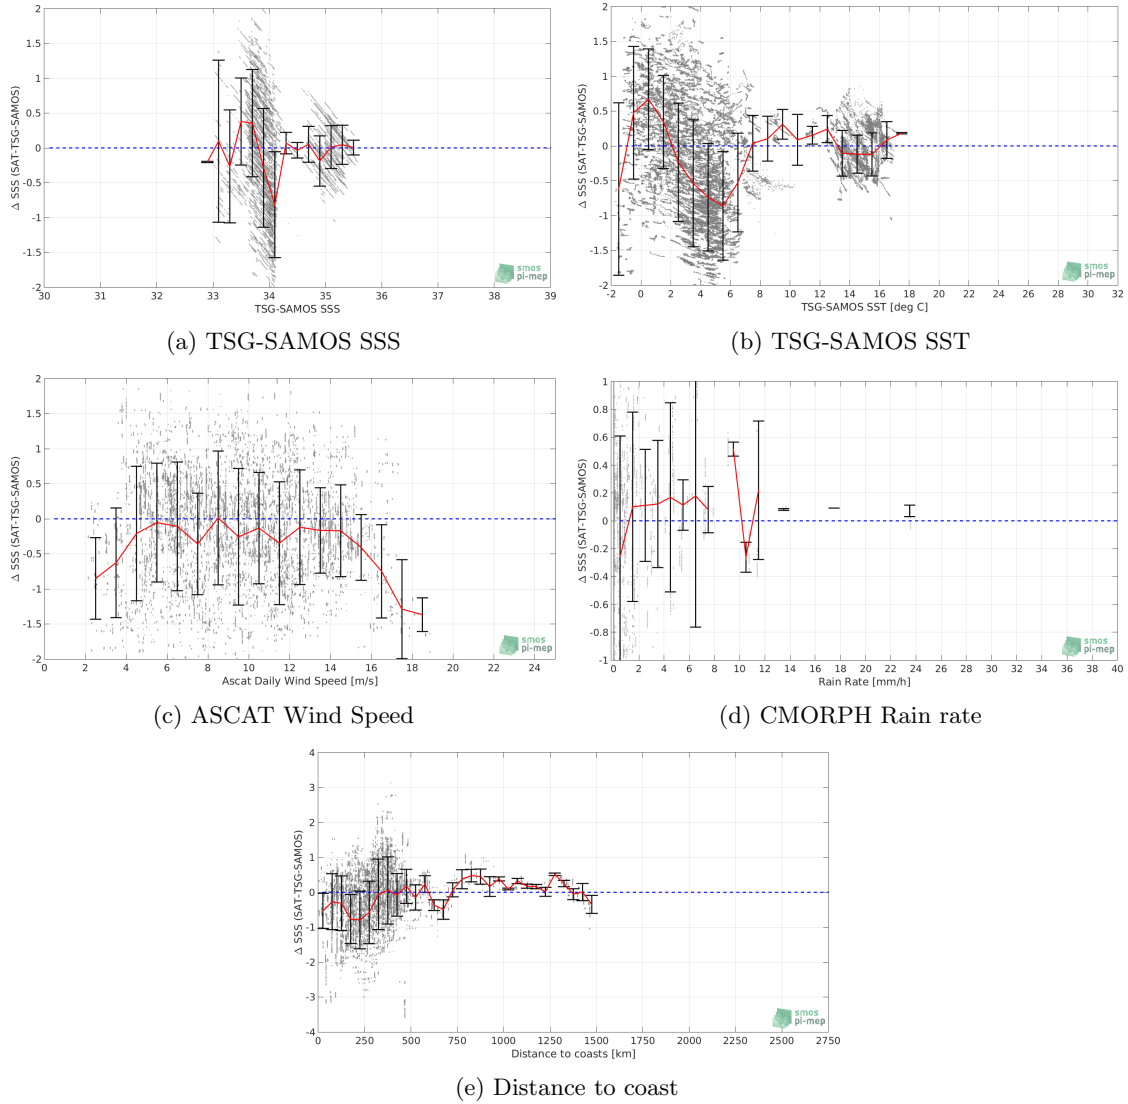 Δ SSS (SAT-TSG-SAMOS)
2
1.5
1
0.5
0
-0.5
-1
-1.5
-2
30 31 32 33 34 35 36 37 38 39
TSG-SAMOS SSS
smos
pi-mep
(a) TSG-SAMOS SSS
Δ SSS (SAT-TSG-SAMOS)
2
1.5
1
0.5
0
-0.5
-1
-1.5
-2
-2 0 2 4 6 8 10 12 14 16 18 20 22 24 26 28 30 32
TSG-SAMOS SST [deg C]
smos
pi-mep
(b) TSG-SAMOS SST
Δ SSS (SAT-TSG-SAMOS)
2
1.5
1
0.5
0
-0.5
-1
-1.5
-2
0 2 4 6 8 10 12 14 16 18 20 22 24
Ascat Daily Wind Speed [m/s]
smos
pi-mep
(c) ASCAT Wind Speed
Δ SSS (SAT-TSG-SAMOS)
1
0.8
0.6
0.4
0.2
0
-0.2
-0.4
-0.6
-0.8
-1
0 2 4 6 8 10 12 14 16 18 20 22 24 26 28 30 32 34 36 38 40
Rain Rate [mm/h]
smos
pi-mep
(d) CMORPH Rain rate
Δ SSS (SAT-TSG-SAMOS)
4
3
2
1
0
-1
-2
-3
-4
0 250 500 750 1000 1250 1500 1750 2000 2250 2500 2750
Distance to coasts [km]
smos
pi-mep
(e) Distance to coast